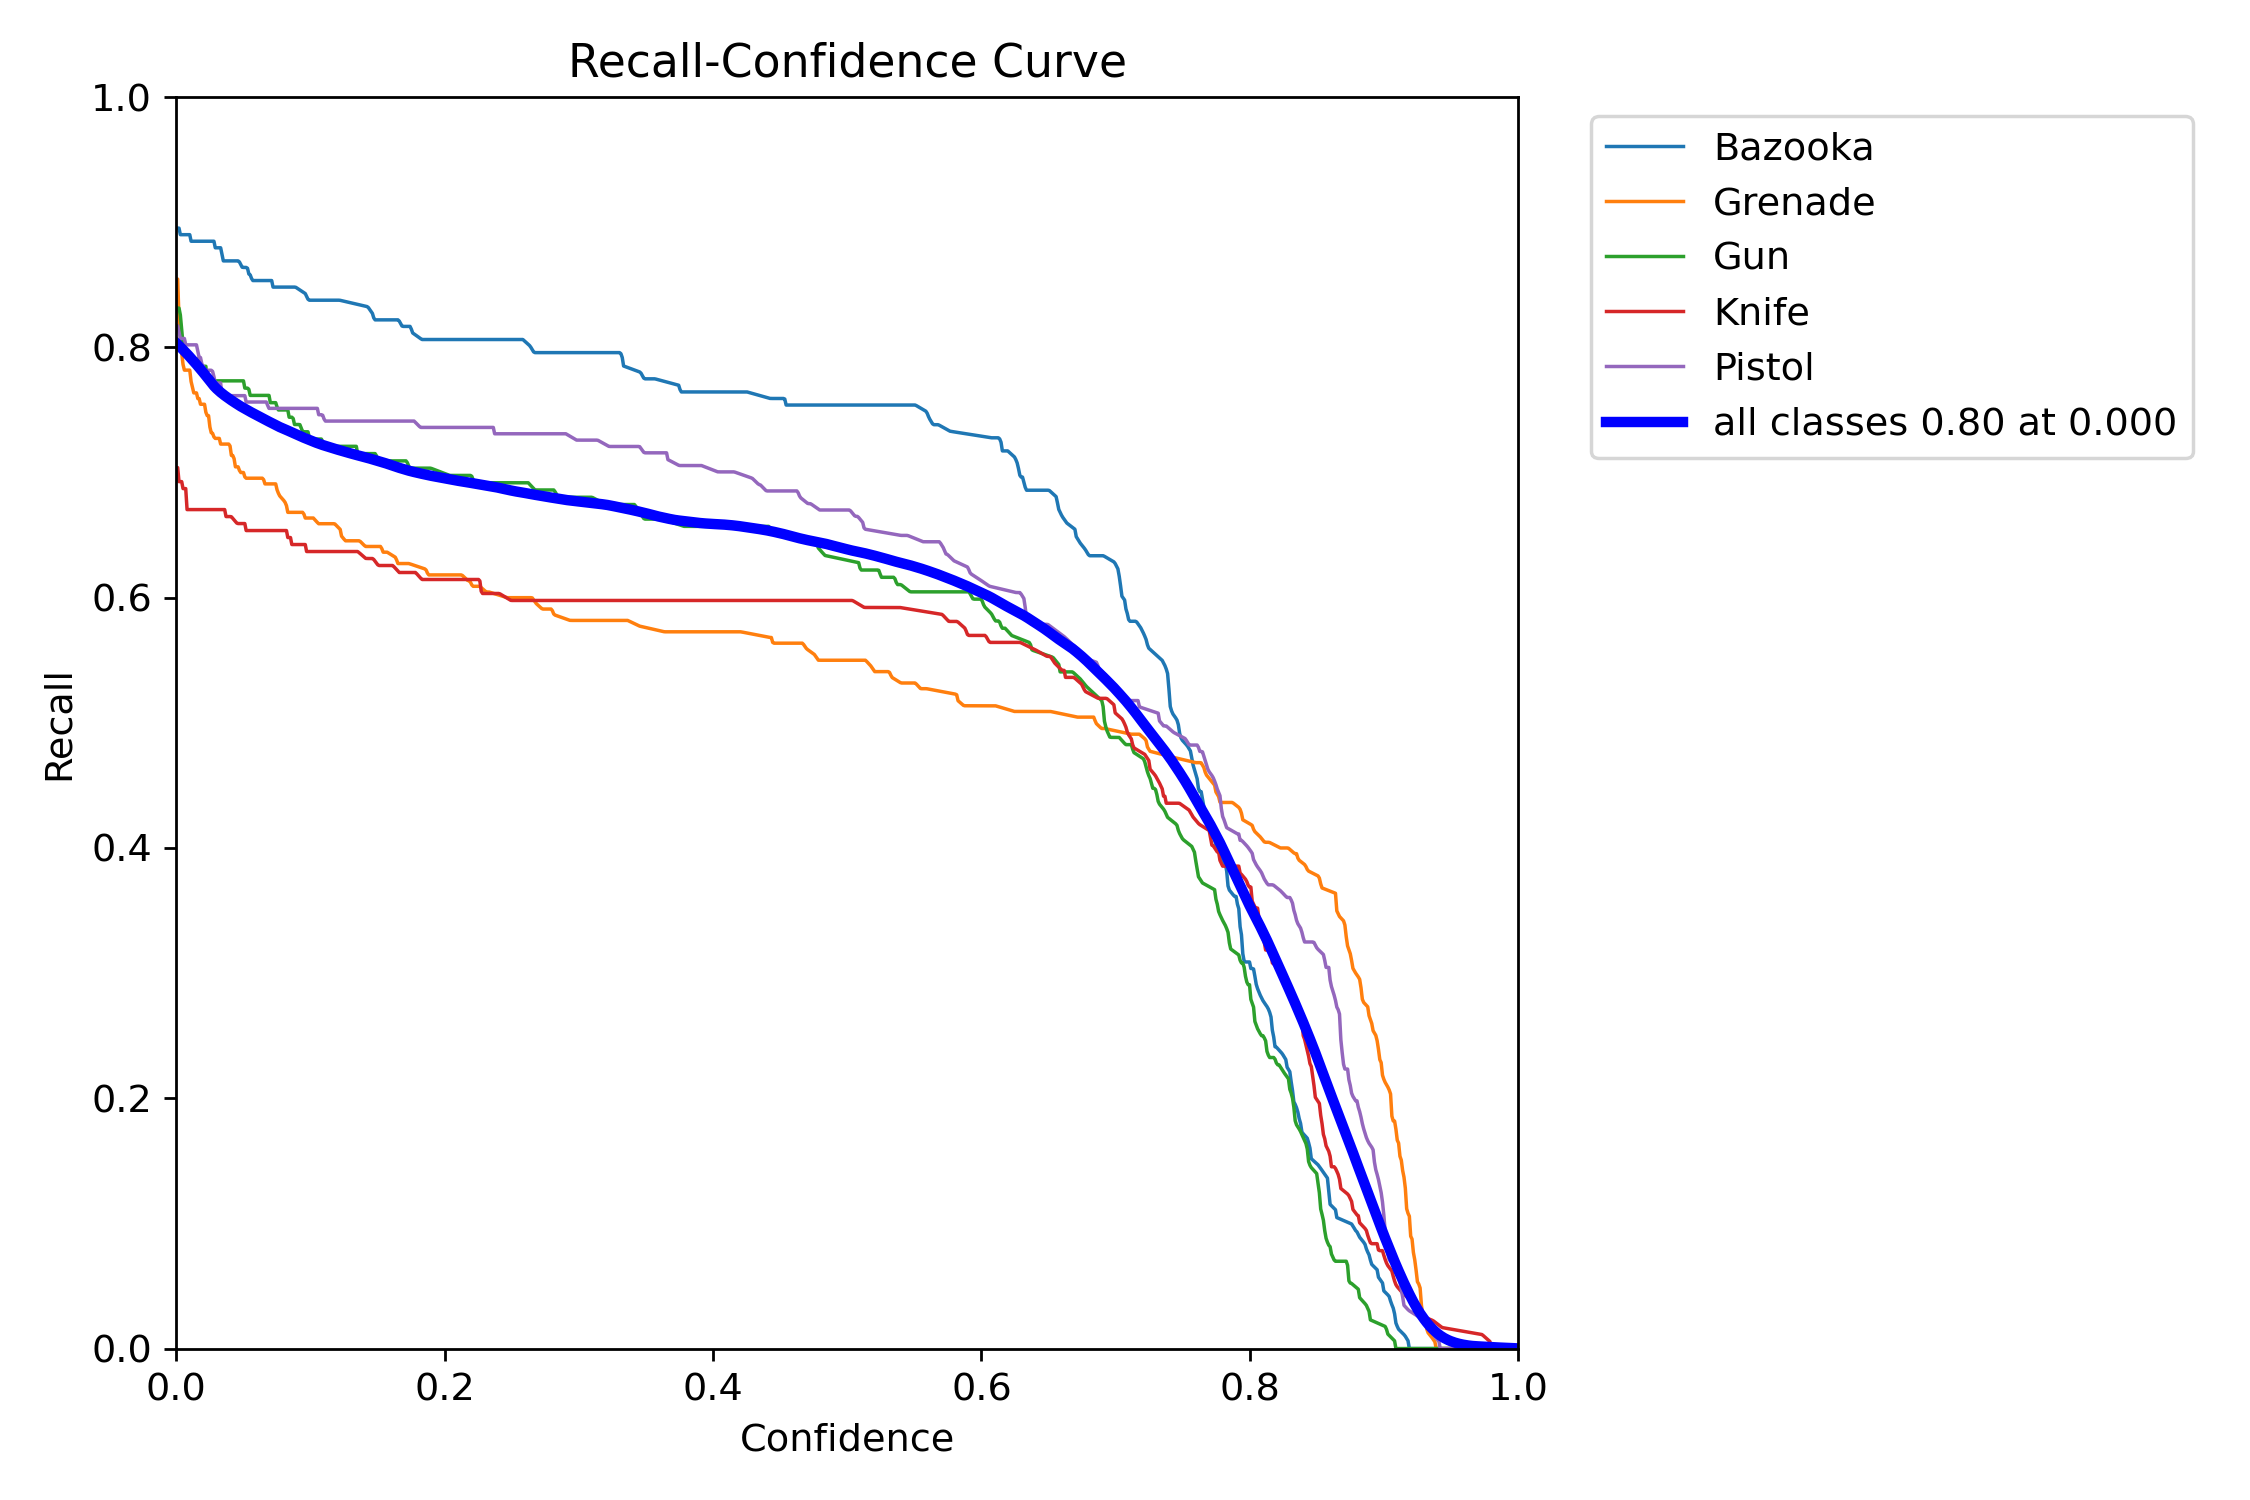 Recall-Confidence Curve
1.0
0.8
0.6
0.4
0.2
0.0
Recall
0.0 0.2 0.4 0.6 0.8 1.0
Confidence
Bazooka
Grenade
Gun
Knife
Pistol
all classes 0.80 at 0.000